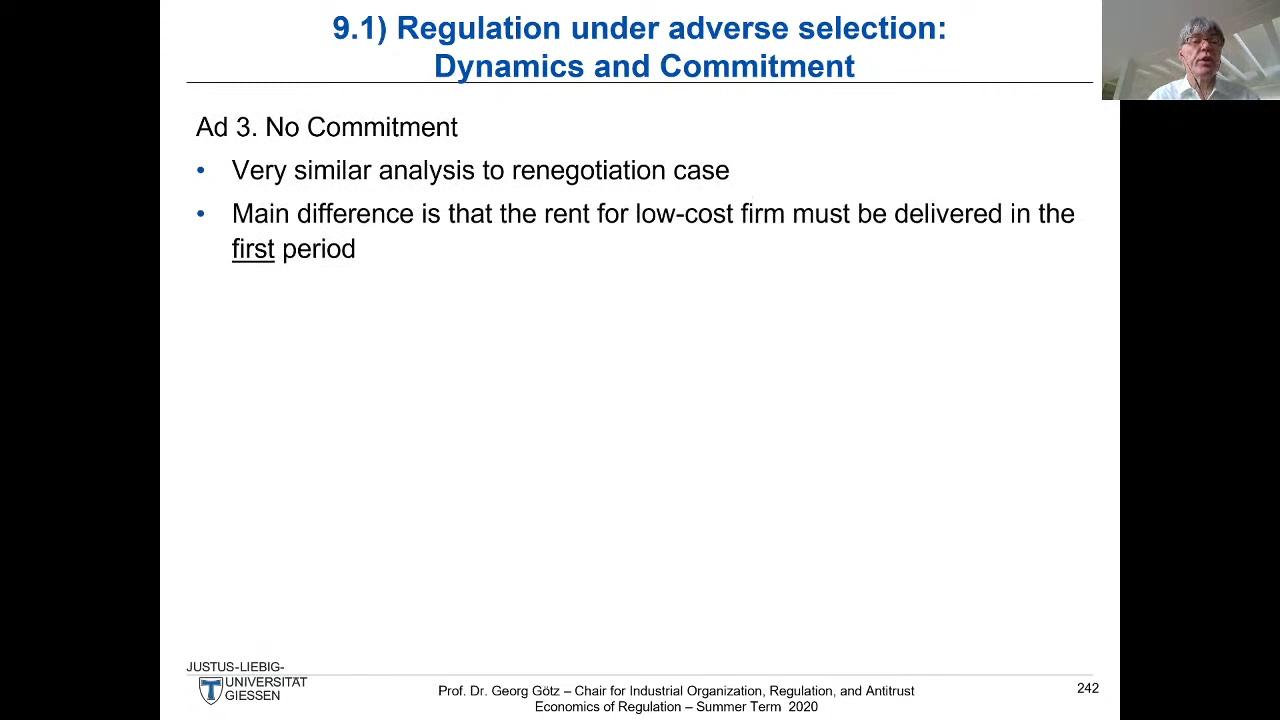 9.1) Regulation under adverse selection:
Dynamics and Commitment
Ad 3. No Commitment
• Very similar analysis to renegotiation case
• Main difference is that the rent for low-cost firm must be delivered in the
first period
JUSTUS-LIEBIG-
UNIVERSITÄT
GIESSEN
Prof. Dr. Georg Götz – Chair for Industrial Organization, Regulation, and Antitrust
Economics of Regulation – Summer Term 2020
242